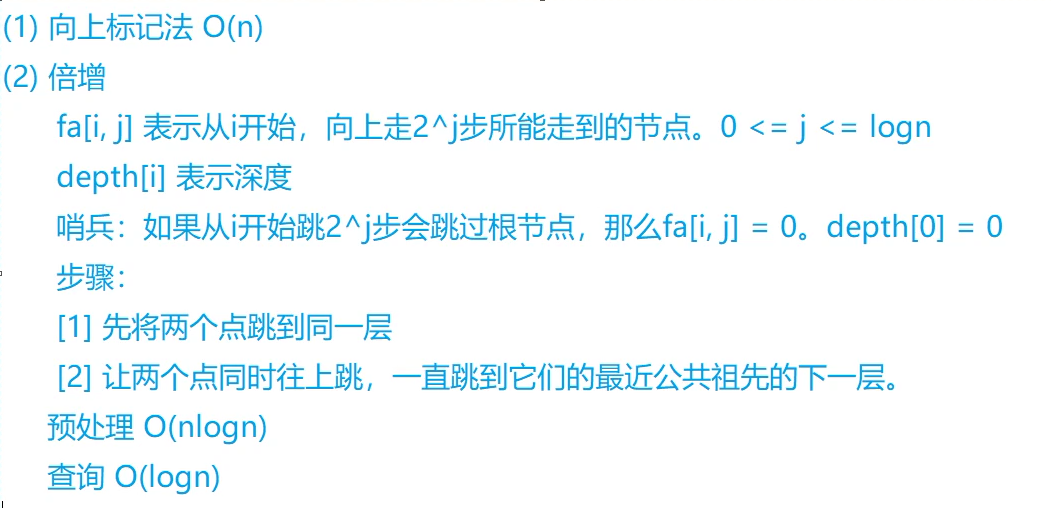 (1) 向上标记法 O(n)
(2) 倍增
fa[i, j] 表示从i开始，向上走2^j步所能走到的节点。0 <= j <= logn
depth[i] 表示深度
哨兵：如果从i开始跳2^j步会跳过根节点，那么fa[i, j] = 0。depth[0] = 0
步骤：
[1] 先将两个点跳到同一层
[2] 让两个点同时往上跳，一直跳到它们的最近公共祖先的下一层。
预处理 O(nlogn)
查询 O(logn)